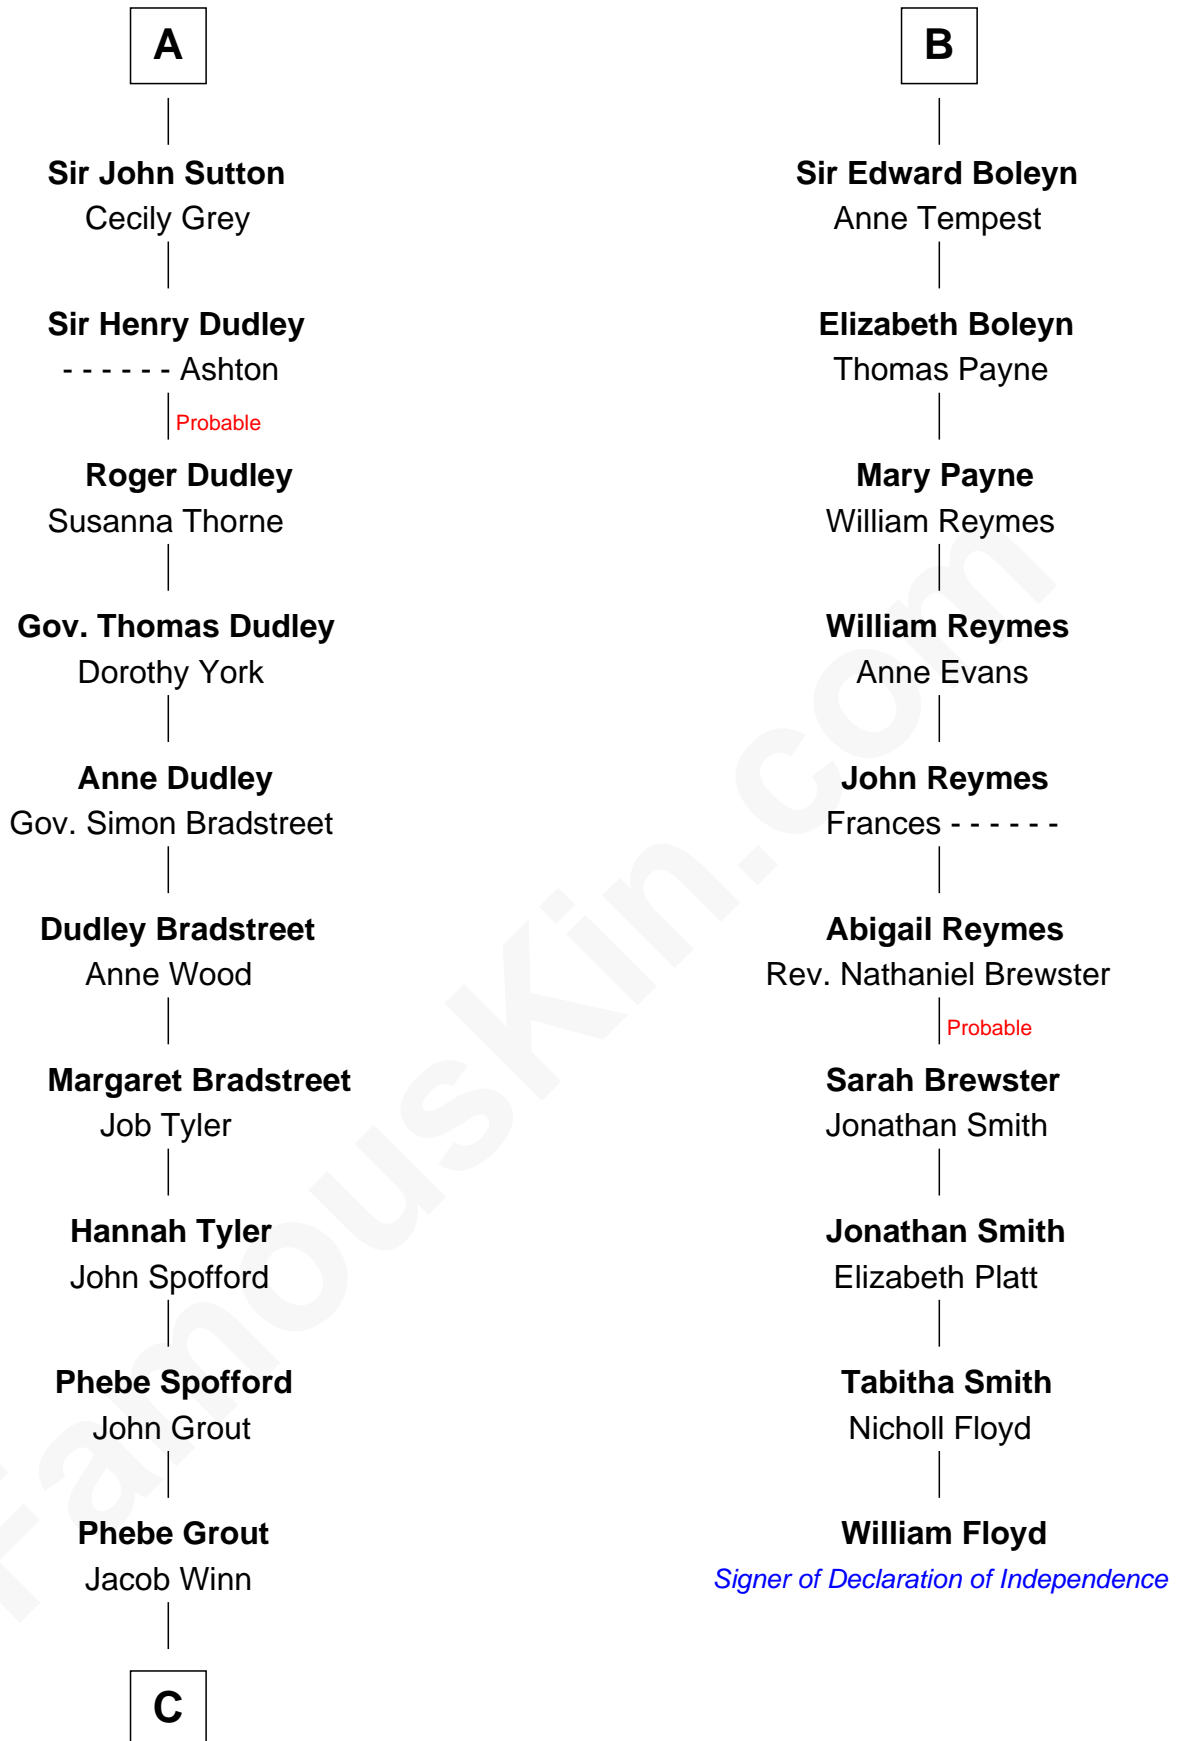 A
Sir John Sutton
Cecily Grey
Sir Henry Dudley
- - - - - - Ashton
Probable
Roger Dudley
Susanna Thorne
Gov. Thomas Dudley
Dorothy York
Anne Dudley
Gov. Simon Bradstreet
Dudley Bradstreet
Anne Wood
Margaret Bradstreet
Job Tyler
Hannah Tyler
John Spofford
Phebe Spofford
John Grout
Phebe Grout
Jacob Winn
C
B
Sir Edward Boleyn
Anne Tempest
Elizabeth Boleyn
Thomas Payne
Mary Payne
William Reymes
William Reymes
Anne Evans
John Reymes
Frances - - - - - -
Abigail Reymes
Rev. Nathaniel Brewster
Probable
Sarah Brewster
Jonathan Smith
Jonathan Smith
Elizabeth Platt
Tabitha Smith
Nicholl Floyd
William Floyd
Signer of Declaration of Independence
FamousKin.com